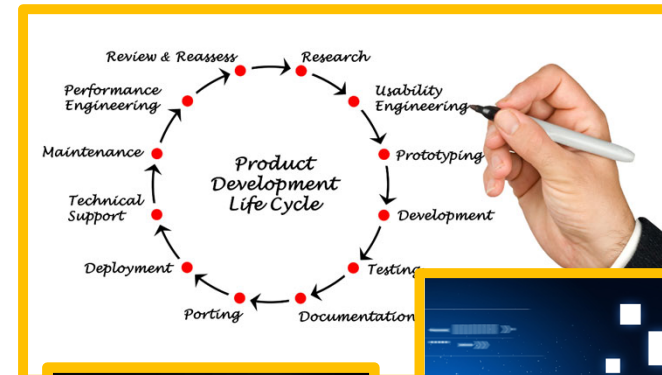 Review & Reassess
Research
Usability
Engineering
Prototyping
Development
Testing
Documentation
Porting
Deployment
Technical
Support
Maintenance
Performance
Engineering
Product
Development
Life Cycle